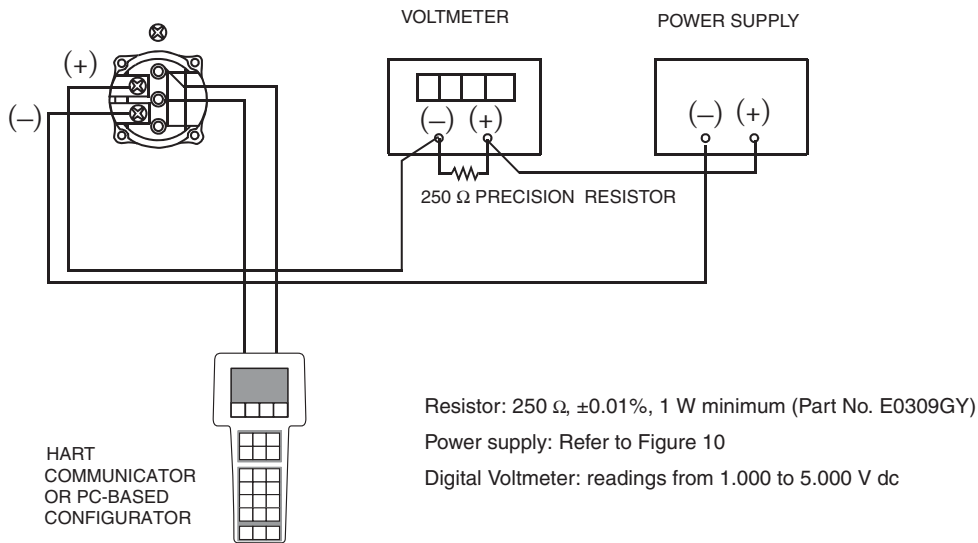 VOLTMETER
POWER SUPPLY
(+)
(–)
(–) (+)
(–) (+)
250 Ω PRECISION RESISTOR
HART
COMMUNICATOR
OR PC-BASED
CONFIGURATOR
Resistor: 250 Ω, ±0.01%, 1 W minimum (Part No. E0309GY)
Power supply: Refer to Figure 10
Digital Voltmeter: readings from 1.000 to 5.000 V dc